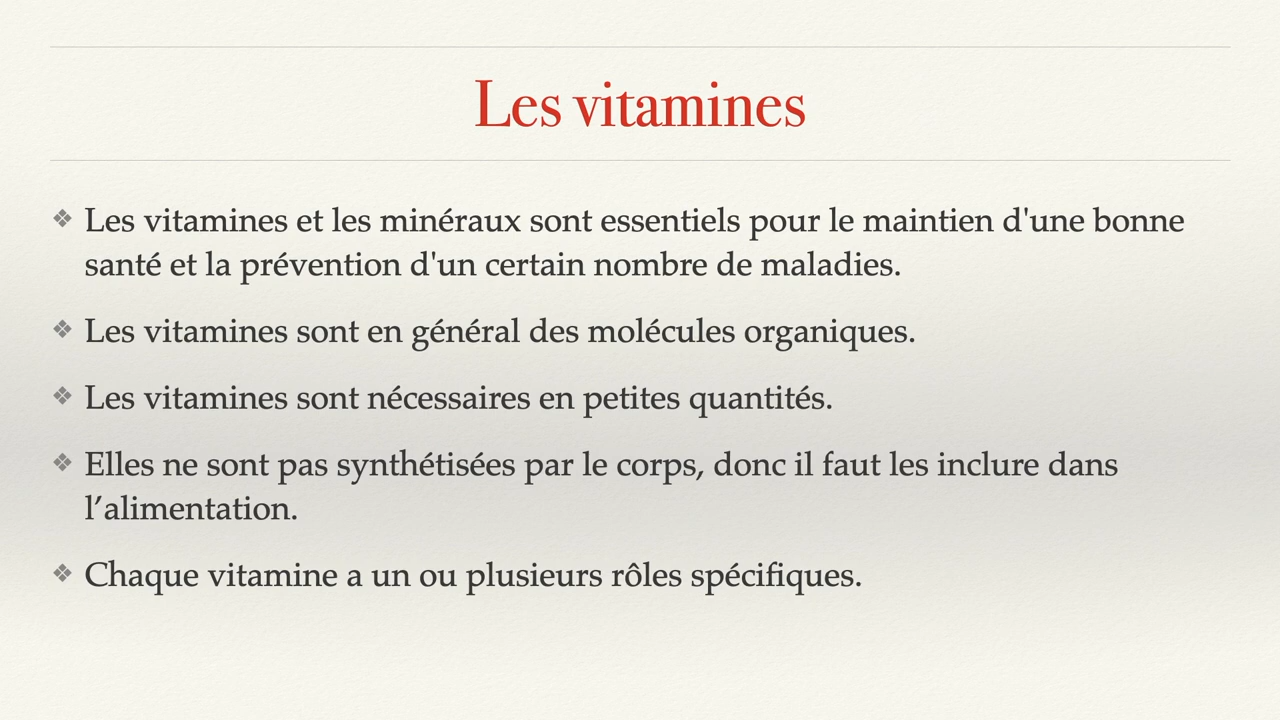 Les vitamines
❖ Les vitamines et les minéraux sont essentiels pour le maintien d'une bonne
santé et la prévention d'un certain nombre de maladies.
❖ Les vitamines sont en général des molécules organiques.
❖ Les vitamines sont nécessaires en petites quantités.
❖ Elles ne sont pas synthétisées par le corps, donc il faut les inclure dans
l’alimentation.
❖ Chaque vitamine a un ou plusieurs rôles spécifiques.